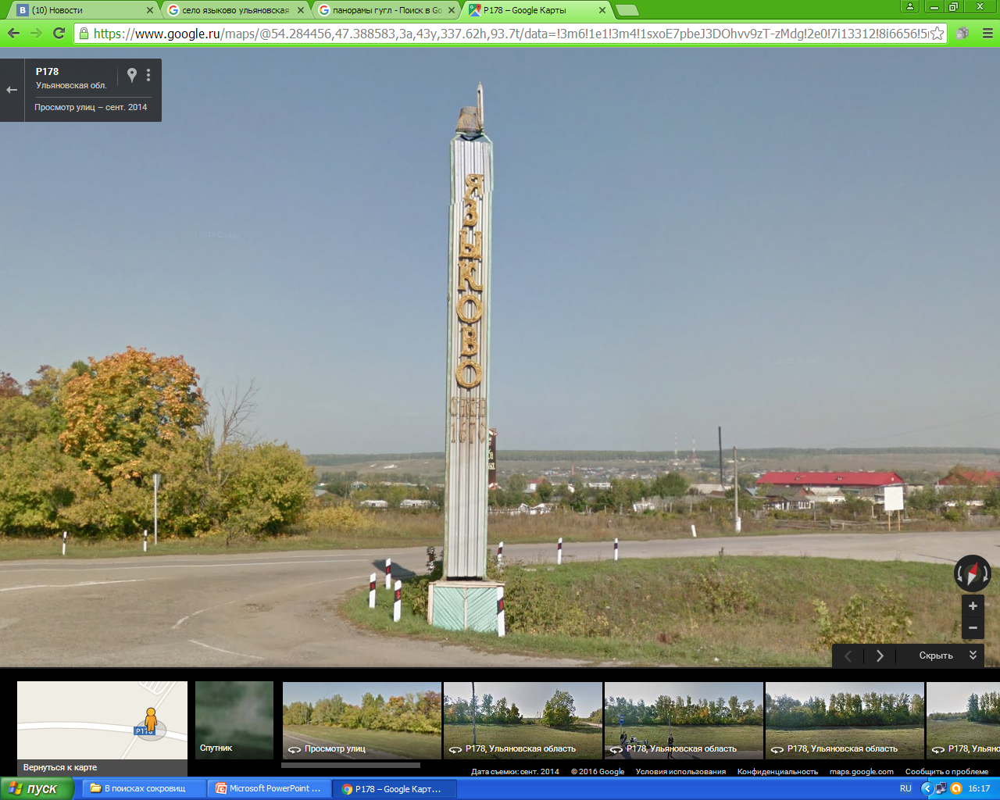 (10) Новости
село языково ульяновская
панорамы гугл - Поиск в Go
Р178 – Google Карты
https://www.google.ru/maps/@54.284456,47.388583,3a,43y,337.62h,93.7t/data=!3m6!1e1!3m4!1sxoE7pbeJ3DOhvv9zT-zMdg!2e0!7i13312!8i6656!5
Р178
Ульяновская обл.
Просмотр улиц – сент. 2014
ЯЗЫКОВО
Скрыть
Р178
Вернуться к карте
Спутник
Просмотр улиц
Р178, Ульяновская область
Р178, Ульяновская область
Р178, Ульяновская область
Р178, Ульяно
Дата съемки: сент. 2014 © 2016 Google Условия использования Конфиденциальность maps.google.com Сообщить о проблеме
пуск
В поисках сокровищ
Microsoft PowerPoint ...
Р178 – Google Карт...
RU
16:17